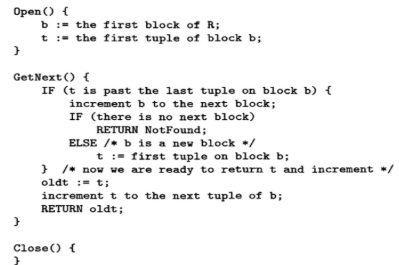 Open() {
    b := the first block of R;
    t := the first tuple of block b;
}
GetNext() {
    IF (t is past the last tuple on block b) {
        increment b to the next block;
        IF (there is no next block)
            RETURN NotFound;
        ELSE /* b is a new block */
            t := first tuple on block b;
    } /* now we are ready to return t and increment */
    oldt := t;
    increment t to the next tuple of b;
    RETURN oldt;
}
Close() {
}